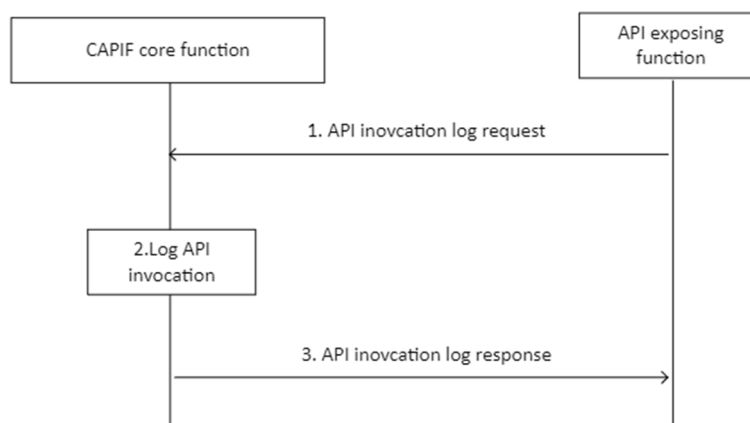 CAPIF core function
API exposing
function
1. API inovcation log request
2.Log API
invocation
3. API inovcation log response